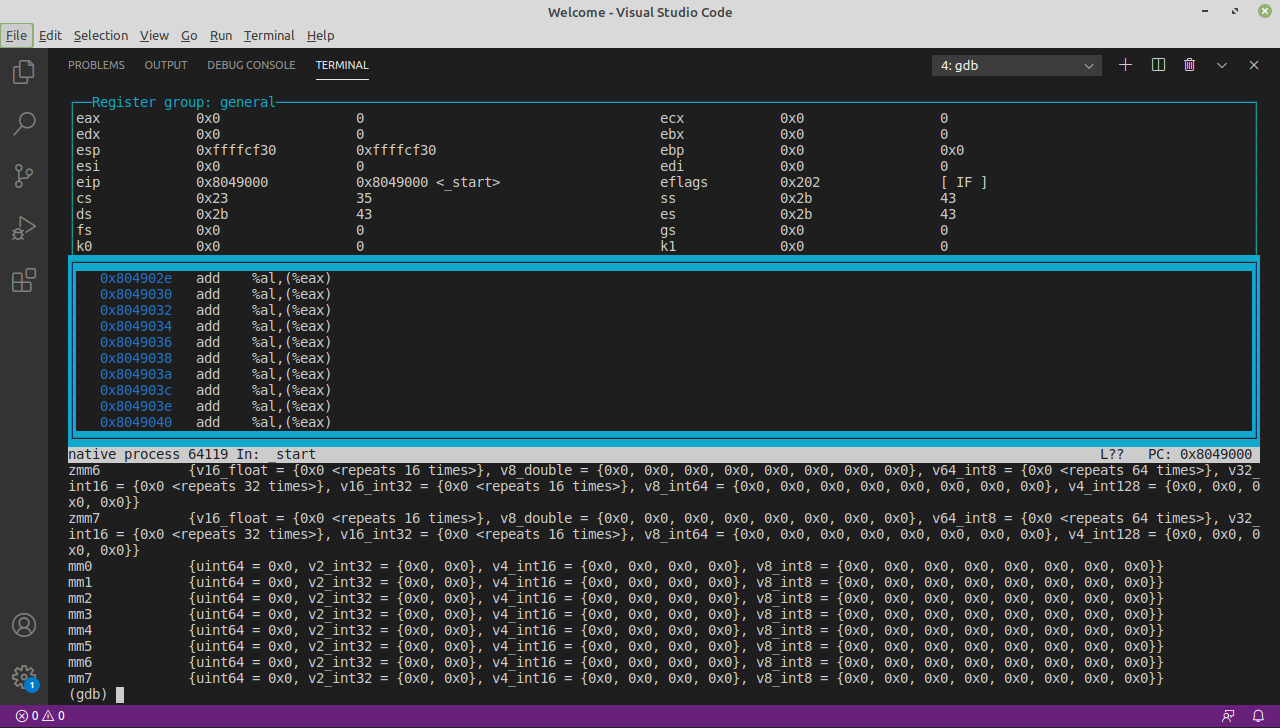 Welcome - Visual Studio Code
File Edit Selection View Go Run Terminal Help
PROBLEMS OUTPUT DEBUG CONSOLE TERMINAL 4: gdb
Register group: general
eax 0x0 0 ecx 0x0 0
edx 0x0 0 ebx 0x0 0
esp 0xffffcf30 0xffffcf30 ebp 0x0 0x0
esi 0x0 0 edi 0x0 0
eip 0x8049000 0x8049000 <_start> eflags 0x202 [ IF ]
cs 0x23 35 ss 0x2b 43
ds 0x2b 43 es 0x2b 43
fs 0x0 0 gs 0x0 0
k0 0x0 0 k1 0x0 0
0x804902e add %al,(%eax)
0x8049030 add %al,(%eax)
0x8049032 add %al,(%eax)
0x8049034 add %al,(%eax)
0x8049036 add %al,(%eax)
0x8049038 add %al,(%eax)
0x804903a add %al,(%eax)
0x804903c add %al,(%eax)
0x804903e add %al,(%eax)
0x8049040 add %al,(%eax)
native process 64119 In: _start L?? PC: 0x8049000
zmm6 {v16_float = {0x0 <repeats 16 times>}, v8_double = {0x0, 0x0, 0x0, 0x0, 0x0, 0x0, 0x0, 0x0}, v64_int8 = {0x0 <repeats 64 times>}, v32_
int16 = {0x0 <repeats 32 times>}, v16_int32 = {0x0 <repeats 16 times>}, v8_int64 = {0x0, 0x0, 0x0, 0x0, 0x0, 0x0, 0x0, 0x0}, v4_int128 = {0x0, 0x0, 0
x0, 0x0}}
zmm7 {v16_float = {0x0 <repeats 16 times>}, v8_double = {0x0, 0x0, 0x0, 0x0, 0x0, 0x0, 0x0, 0x0}, v64_int8 = {0x0 <repeats 64 times>}, v32_
int16 = {0x0 <repeats 32 times>}, v16_int32 = {0x0 <repeats 16 times>}, v8_int64 = {0x0, 0x0, 0x0, 0x0, 0x0, 0x0, 0x0, 0x0}, v4_int128 = {0x0, 0x0, 0
x0, 0x0}}
mm0 {uint64 = 0x0, v2_int32 = {0x0, 0x0}, v4_int16 = {0x0, 0x0, 0x0, 0x0}, v8_int8 = {0x0, 0x0, 0x0, 0x0, 0x0, 0x0, 0x0, 0x0}}
mm1 {uint64 = 0x0, v2_int32 = {0x0, 0x0}, v4_int16 = {0x0, 0x0, 0x0, 0x0}, v8_int8 = {0x0, 0x0, 0x0, 0x0, 0x0, 0x0, 0x0, 0x0}}
mm2 {uint64 = 0x0, v2_int32 = {0x0, 0x0}, v4_int16 = {0x0, 0x0, 0x0, 0x0}, v8_int8 = {0x0, 0x0, 0x0, 0x0, 0x0, 0x0, 0x0, 0x0}}
mm3 {uint64 = 0x0, v2_int32 = {0x0, 0x0}, v4_int16 = {0x0, 0x0, 0x0, 0x0}, v8_int8 = {0x0, 0x0, 0x0, 0x0, 0x0, 0x0, 0x0, 0x0}}
mm4 {uint64 = 0x0, v2_int32 = {0x0, 0x0}, v4_int16 = {0x0, 0x0, 0x0, 0x0}, v8_int8 = {0x0, 0x0, 0x0, 0x0, 0x0, 0x0, 0x0, 0x0}}
mm5 {uint64 = 0x0, v2_int32 = {0x0, 0x0}, v4_int16 = {0x0, 0x0, 0x0, 0x0}, v8_int8 = {0x0, 0x0, 0x0, 0x0, 0x0, 0x0, 0x0, 0x0}}
mm6 {uint64 = 0x0, v2_int32 = {0x0, 0x0}, v4_int16 = {0x0, 0x0, 0x0, 0x0}, v8_int8 = {0x0, 0x0, 0x0, 0x0, 0x0, 0x0, 0x0, 0x0}}
mm7 {uint64 = 0x0, v2_int32 = {0x0, 0x0}, v4_int16 = {0x0, 0x0, 0x0, 0x0}, v8_int8 = {0x0, 0x0, 0x0, 0x0, 0x0, 0x0, 0x0, 0x0}}
(gdb)
1
0 0